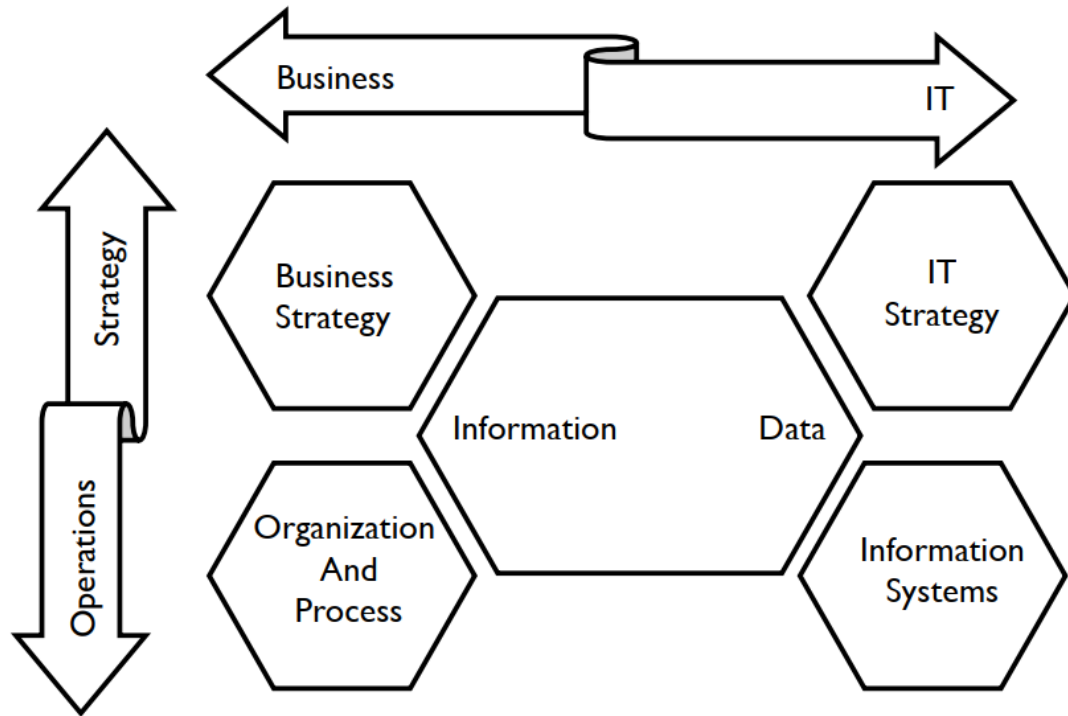 Business
IT
Strategy
Operations
Business
Strategy
IT
Strategy
Information
Data
Organization
And
Process
Information
Systems